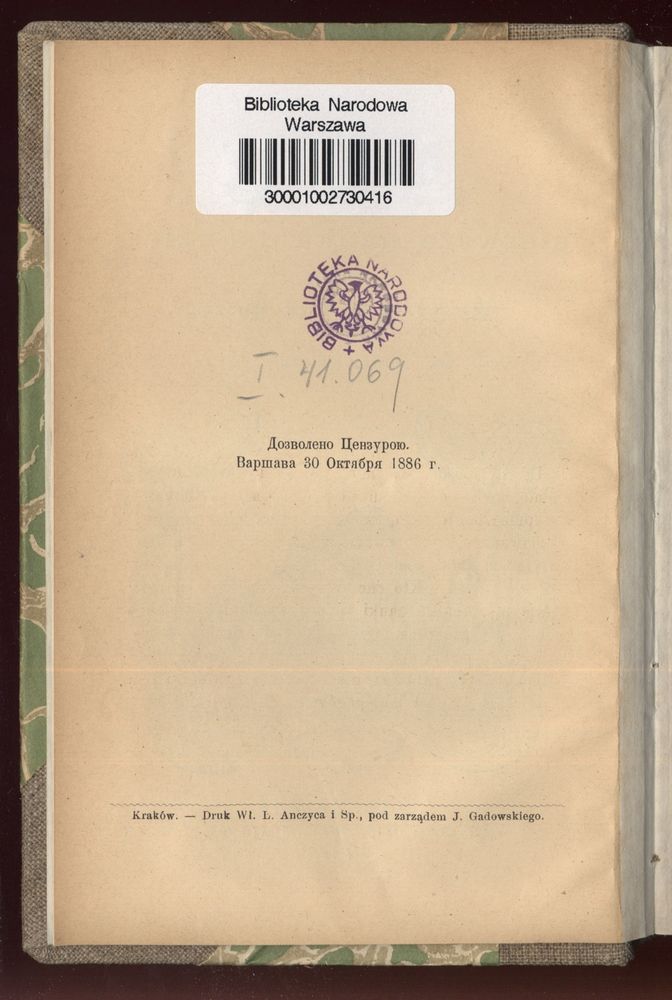 Biblioteka Narodowa
Warszawa
30001002730416
BIBLIOTEKA NARODOWA
I. 41.069
Дозволено Цензурою.
Варшава 30 Октября 1886 г.
Kraków. — Druk Wł. L. Anczyca i Sp., pod zarządem J. Gadowskiego.